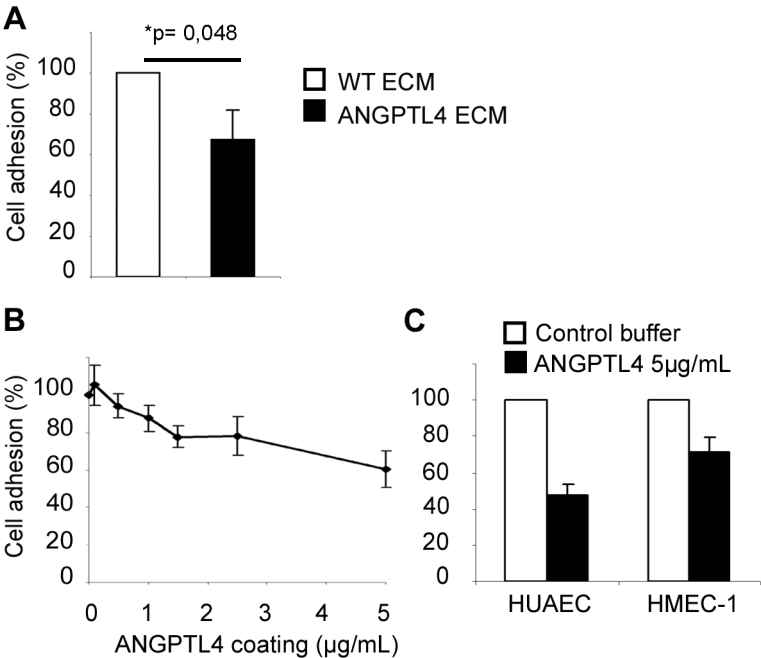 A
*p= 0,048
Cell adhesion (%)
100
80
60
40
20
0
WT ECM
ANGPTL4 ECM
B
Cell adhesion (%)
100
80
60
40
20
0
0 1 2 3 4 5
ANGPTL4 coating (µg/mL)
C
Control buffer
ANGPTL4 5µg/mL
100
80
60
40
20
0
HUAEC HMEC-1